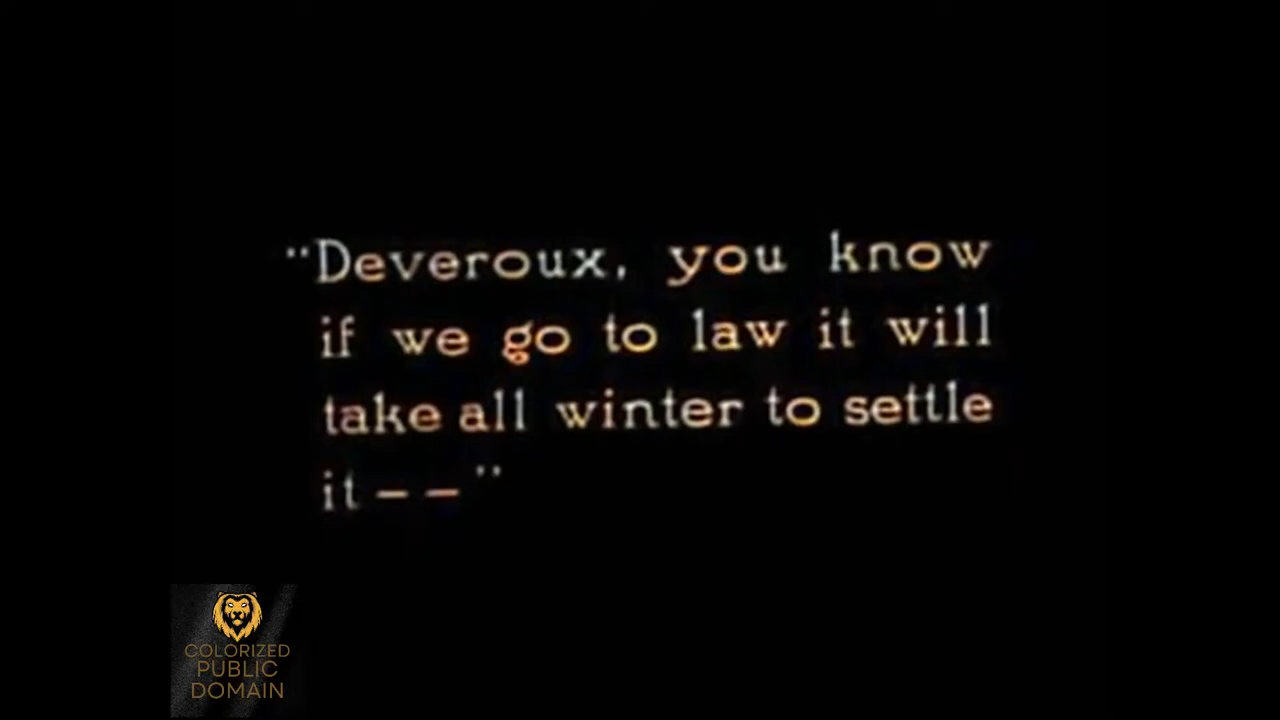 "Deveroux, you know
if we go to law it will
take all winter to settle
it — — "
COLORIZED
PUBLIC
DOMAIN